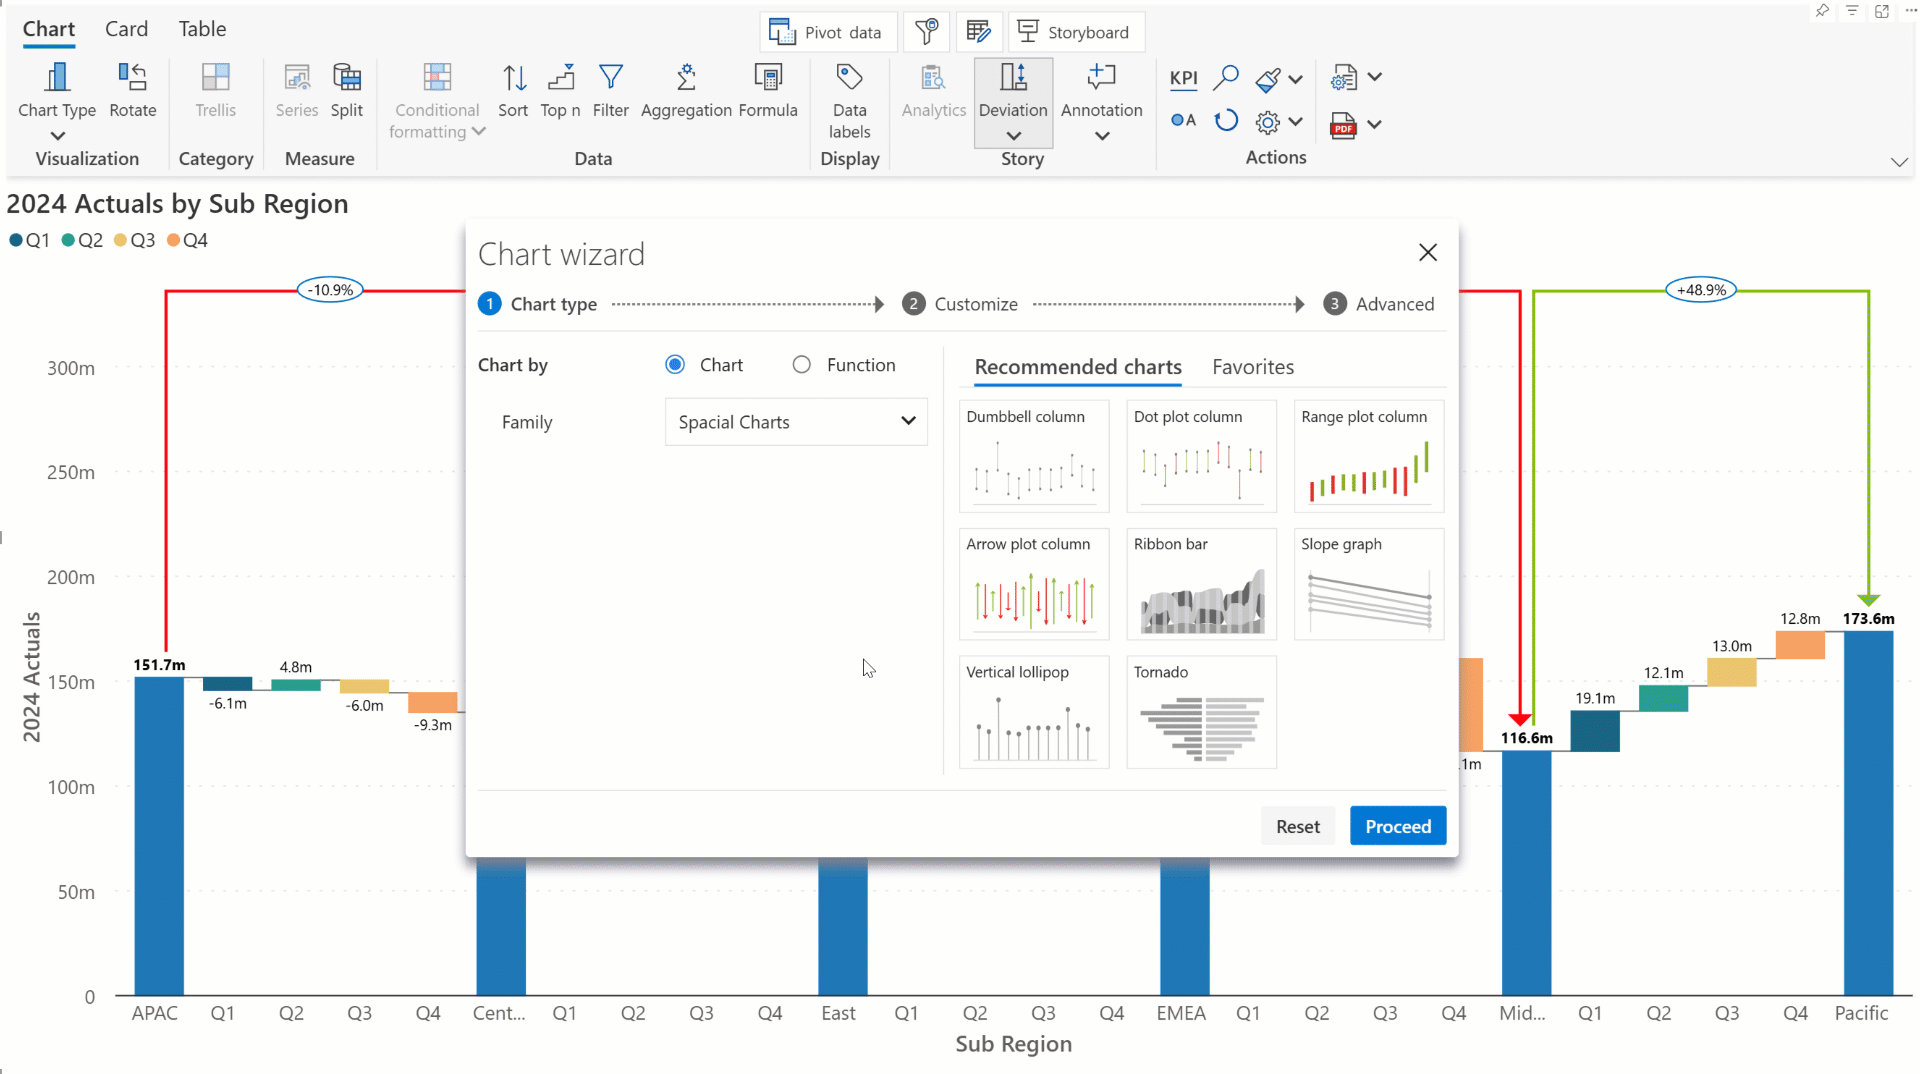 Chart Card Table
Pivot data Storyboard
Chart Type Rotate Trellis Series Split Conditional formatting Sort Top n Filter Aggregation Formula Data labels Analytics Deviation Annotation KPI
A PDF
Visualization Category Measure Data Display Story Actions
2024 Actuals by Sub Region
Q1 Q2 Q3 Q4
Chart wizard
1 Chart type 2 Customize 3 Advanced
Chart by Chart Function
Family Spacial Charts
Recommended charts Favorites
Dumbbell column Dot plot column Range plot column
Arrow plot column Ribbon bar Slope graph
Vertical lollipop Tornado
Reset Proceed
-10.9% +48.9%
300m
250m
200m
150m
100m
50m
0
2024 Actuals
151.7m -6.1m 4.8m -6.0m -9.3m
.1m 116.6m 19.1m 12.1m 13.0m 12.8m 173.6m
APAC Q1 Q2 Q3 Q4 Cent... Q1 Q2 Q3 Q4 East Q1 Q2 Q3 Q4 EMEA Q1 Q2 Q3 Q4 Mid... Q1 Q2 Q3 Q4 Pacific
Sub Region